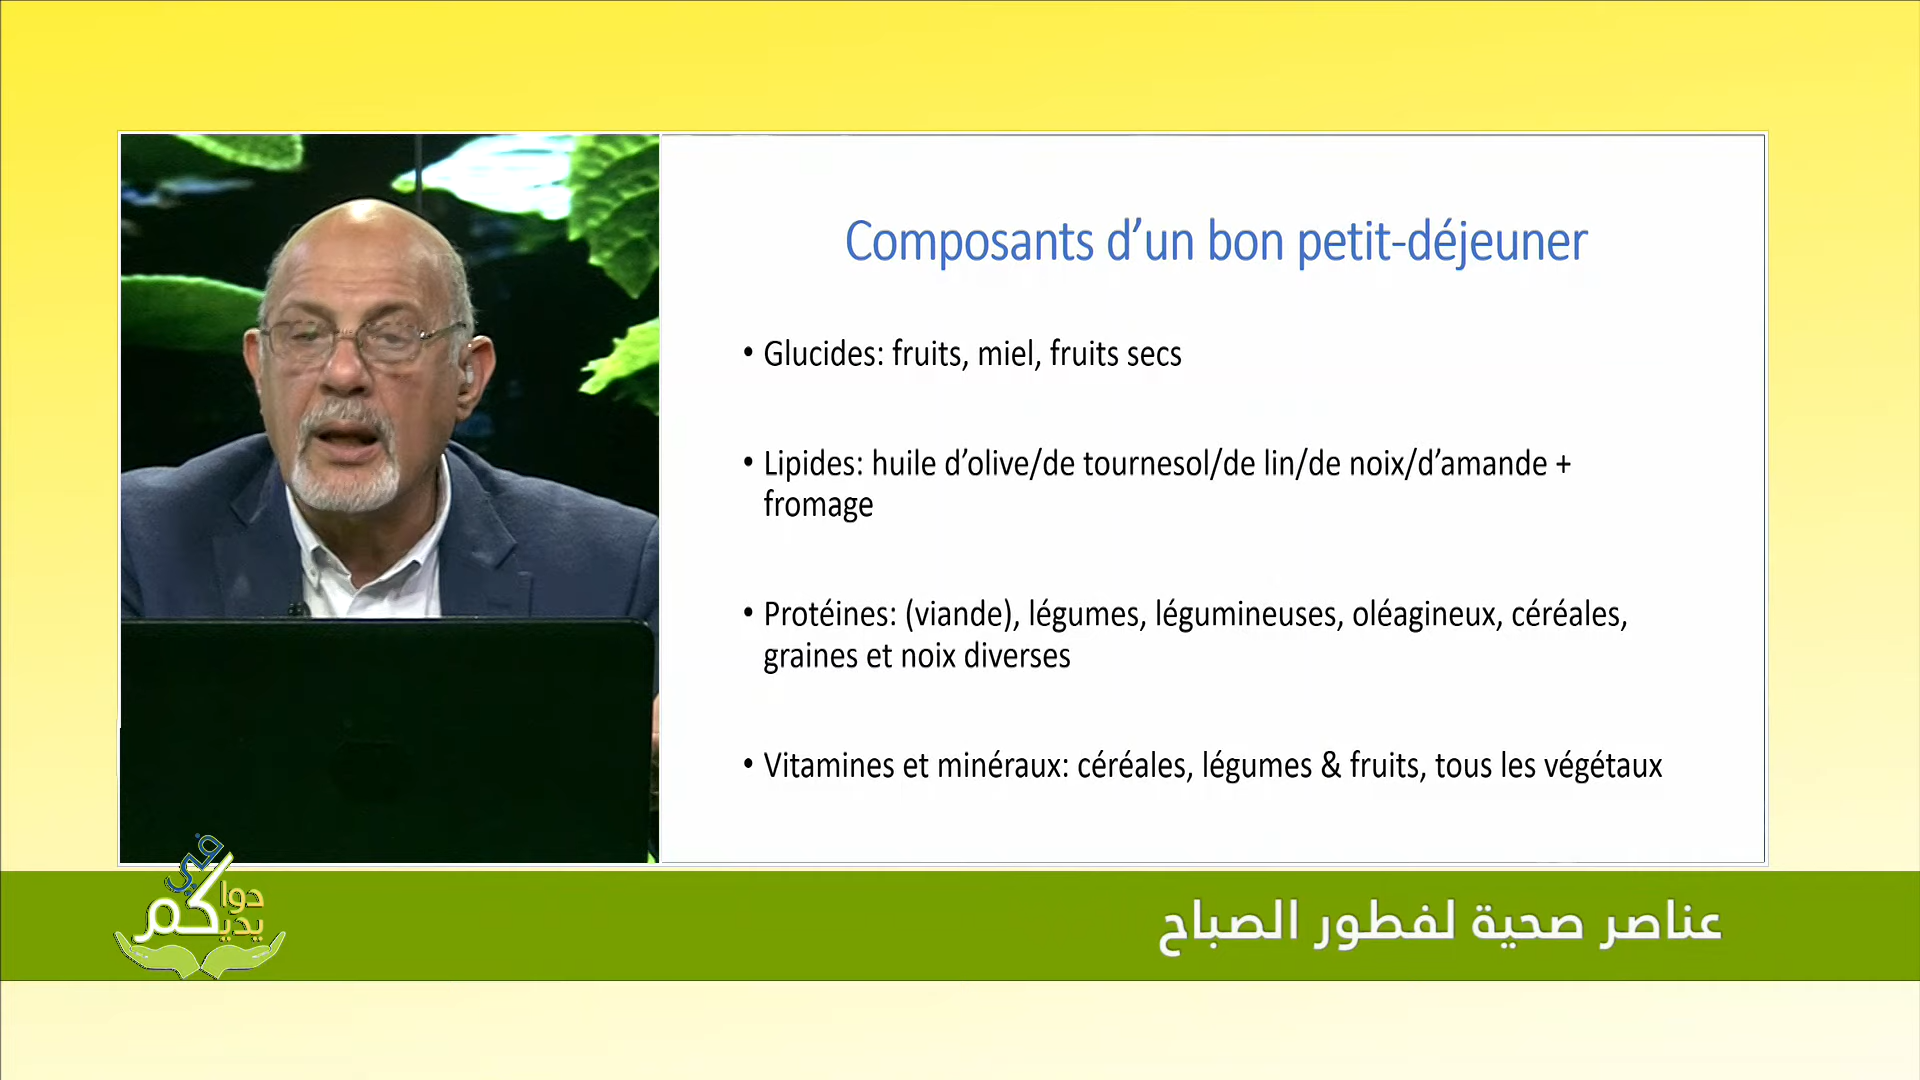 Composants d’un bon petit-déjeuner
• Glucides: fruits, miel, fruits secs
• Lipides: huile d’olive/de tournesol/de lin/de noix/d’amande +
fromage
• Protéines: (viande), légumes, légumineuses, oléagineux, céréales,
graines et noix diverses
• Vitamines et minéraux: céréales, légumes & fruits, tous les végétaux
عناصر صحية لفطور الصباح
دواكم
في
يديكم